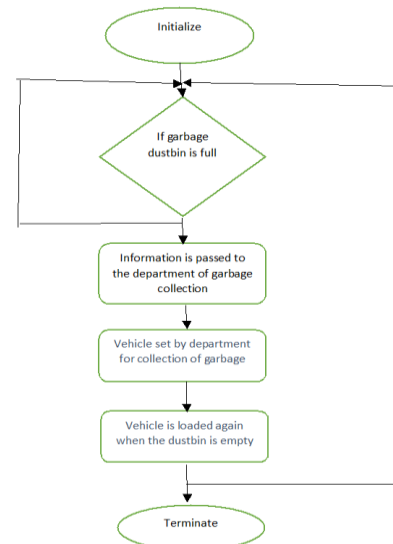 Initialize
If garbage
dustbin is full
Information is passed to
the department of garbage
collection
Vehicle set by department
for collection of garbage
Vehicle is loaded again
when the dustbin is empty
Terminate